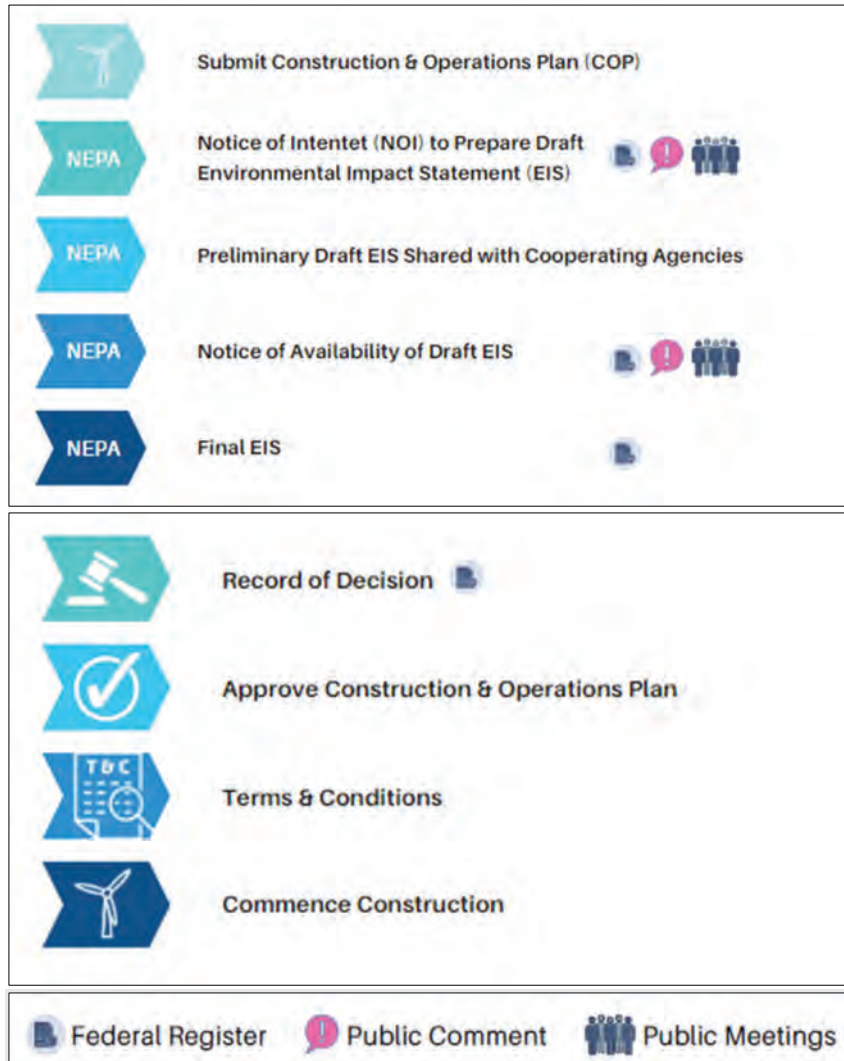 Submit Construction & Operations Plan (COP)
NEPA
Notice of Intentet (NOI) to Prepare Draft
Environmental Impact Statement (EIS)
NEPA
Preliminary Draft EIS Shared with Cooperating Agencies
NEPA
Notice of Availability of Draft EIS
NEPA
Final EIS
Record of Decision
Approve Construction & Operations Plan
T & C
Terms & Conditions
Commence Construction
Federal Register
Public Comment
Public Meetings